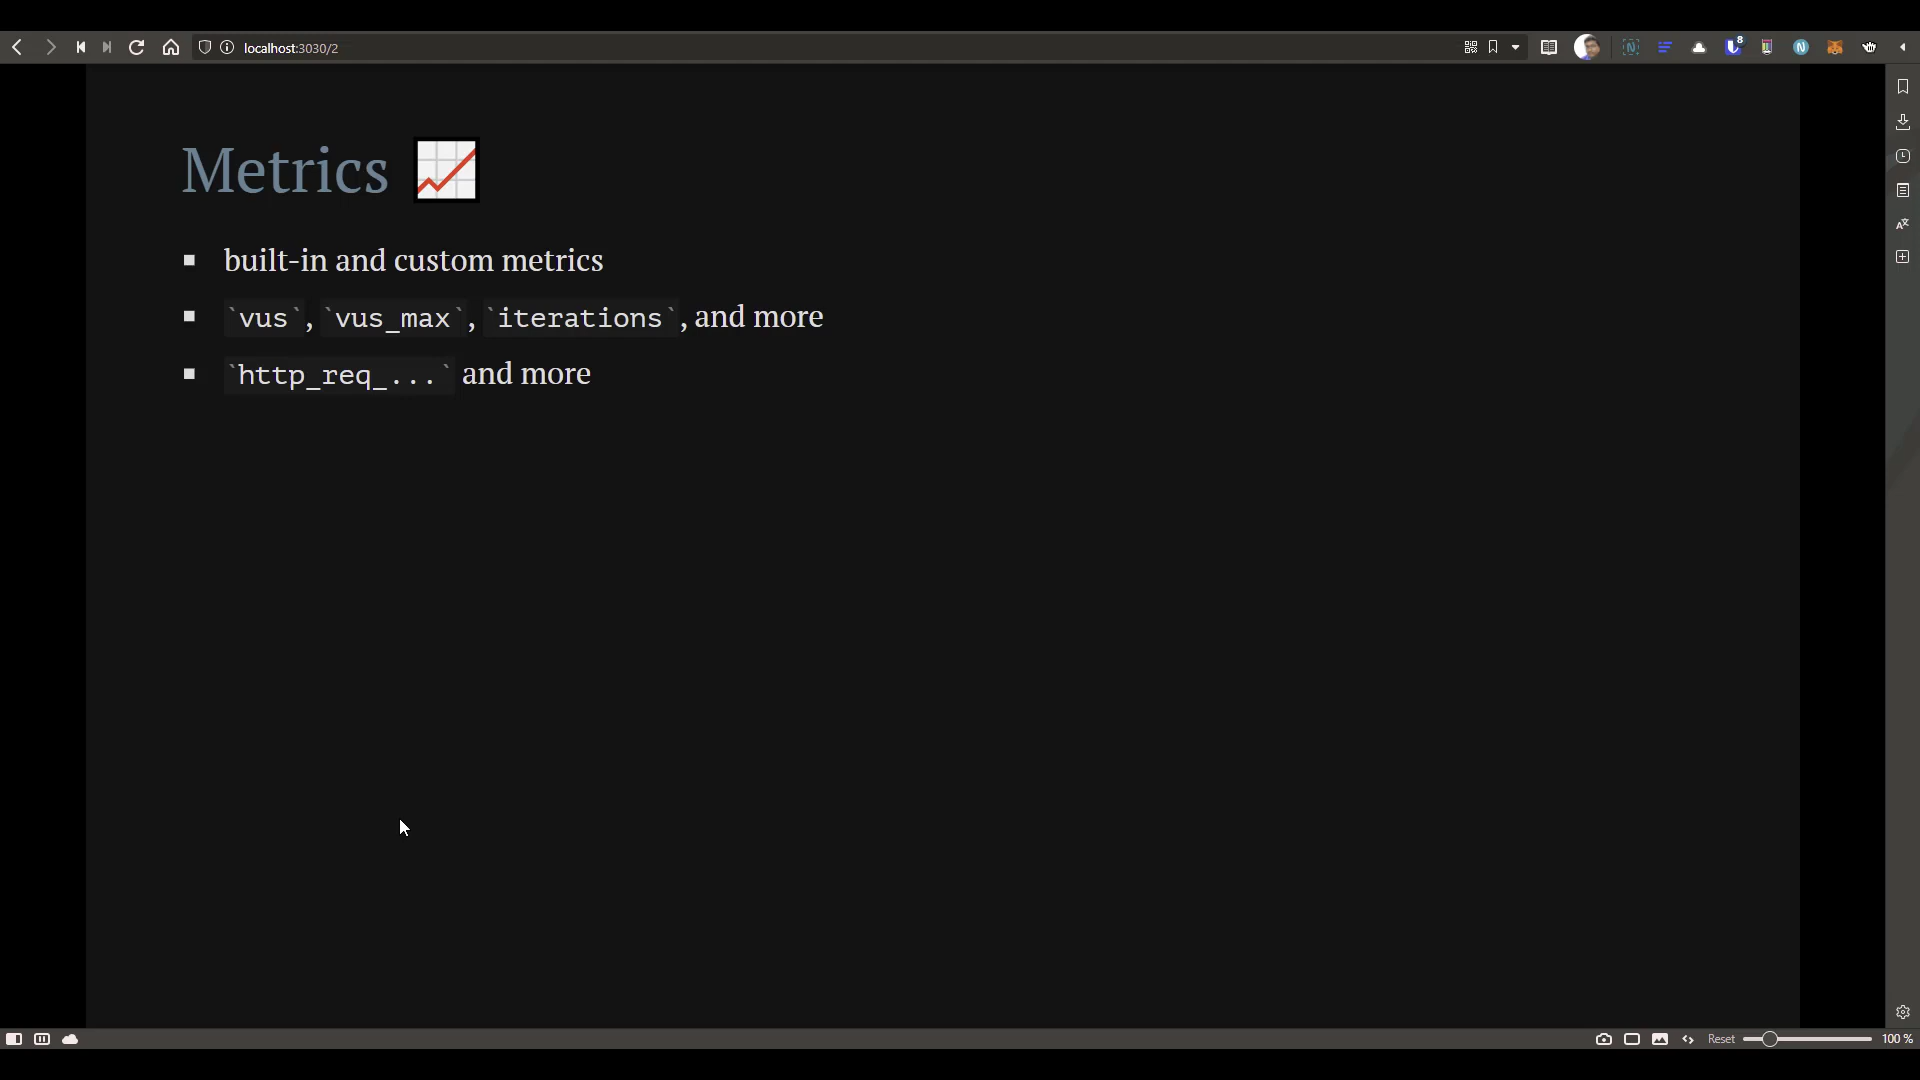 localhost:3030/2
8
Metrics 📈
▪ built-in and custom metrics
▪ `vus`, `vus_max`, `iterations`, and more
▪ `http_req_...` and more
Reset 100 %